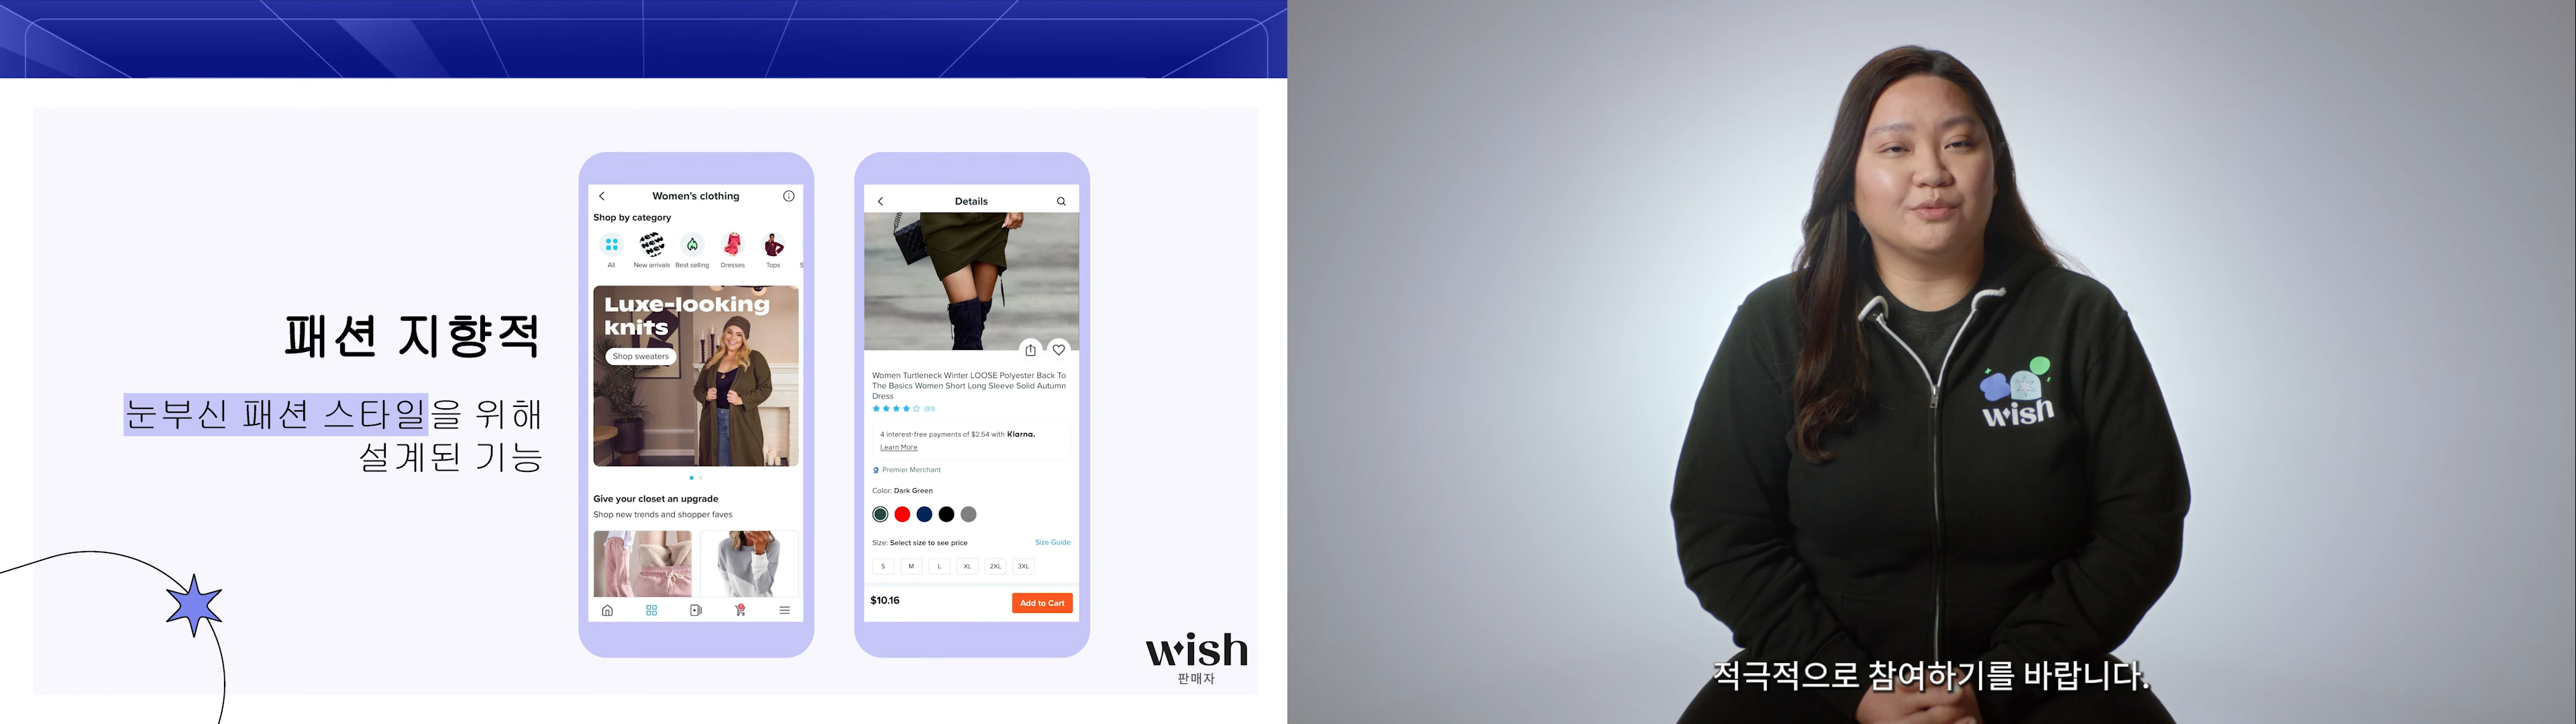 패션 지향적
눈부신 패션 스타일을 위해
설계된 기능
Women's clothing
Shop by category
All
New arrivals
Best selling
Dresses
Tops
S
Luxe-looking
knits
Shop sweaters
Give your closet an upgrade
Shop new trends and shopper faves
Details
Women Turtleneck Winter LOOSE Polyester Back To
The Basics Women Short Long Sleeve Solid Autumn
Dress
(93)
4 interest-free payments of $2.54 with Klarna.
Learn More
Premier Merchant
Color: Dark Green
Size: Select size to see price
Size Guide
S
M
L
XL
2XL
3XL
$10.16
Add to Cart
wish
판매자
wish
적극적으로 참여하기를 바랍니다.